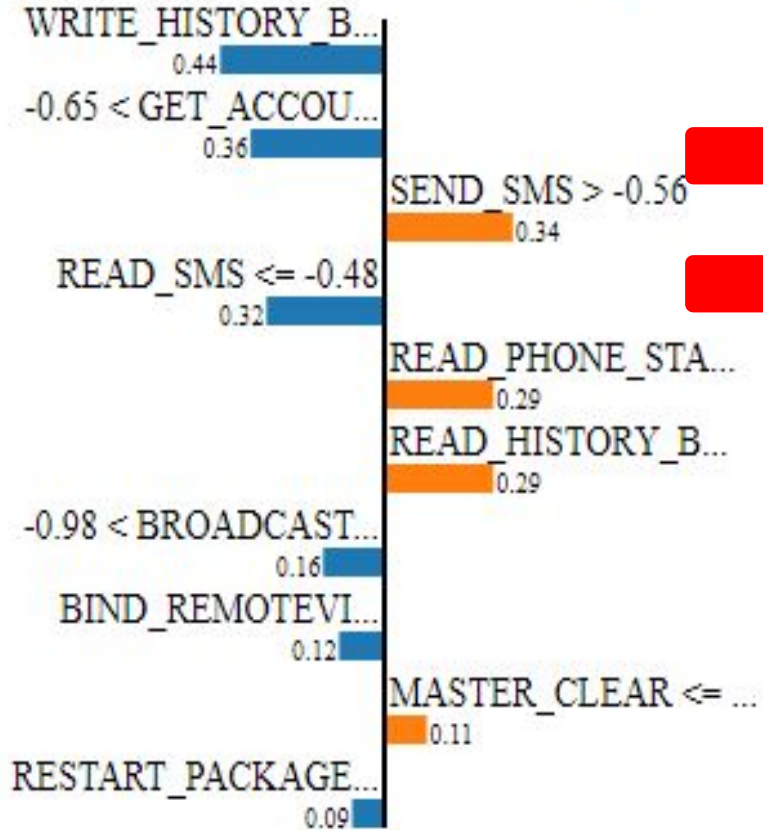 WRITE_HISTORY_B...
0.44
-0.65 < GET_ACCOU...
0.36
SEND_SMS > -0.56
0.34
READ_SMS <= -0.48
0.32
READ_PHONE_STA...
0.29
READ_HISTORY_B...
0.29
-0.98 < BROADCAST...
0.16
BIND_REMOTEVI...
0.12
MASTER_CLEAR <= ...
0.11
RESTART_PACKAGE...
0.09